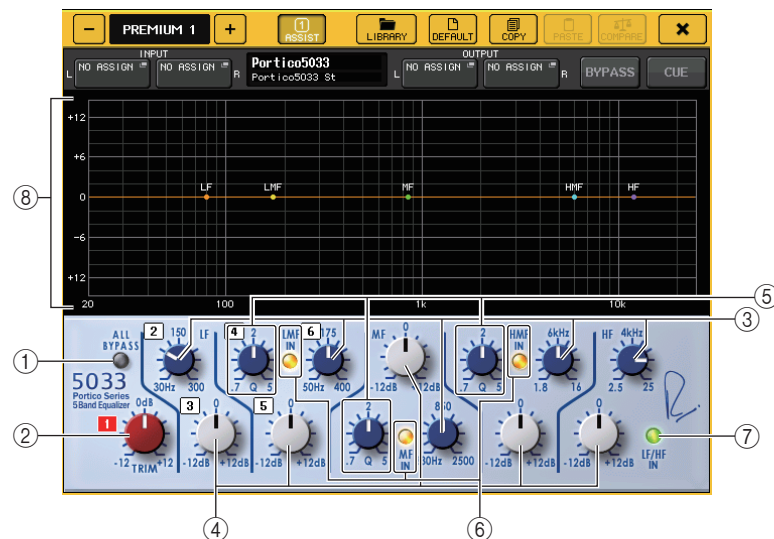 − PREMIUM 1 + 1 ASSIST LIBRARY DEFAULT COPY PASTE COMPARE ×
INPUT OUTPUT
L NO ASSIGN NO ASSIGN R Portico5033 L NO ASSIGN NO ASSIGN R BYPASS CUE
Portico5033 St
+12
+6
LF LMF MF HMF HF
0
−6
−12
20 100 1k 10k
8
5
3
1
2
4
6
7
ALL BYPASS
2 150 LF
30Hz 300
4 2
.7 Q 5
LMF IN
6 175
50Hz 400
MF 0
-12dB +12dB
2
.7 Q 5
HMF IN
6kHz
1.8 16
HF 4kHz
2.5 25
5033
Portico Series
5Band Equalizer
1 0dB
-12 TRIM +12
3 0
-12dB +12dB
5 0
-12dB +12dB
2
.7 Q 5
MF IN
850
2500
0
-12dB +12dB
0
-12dB +12dB
LF/HF IN